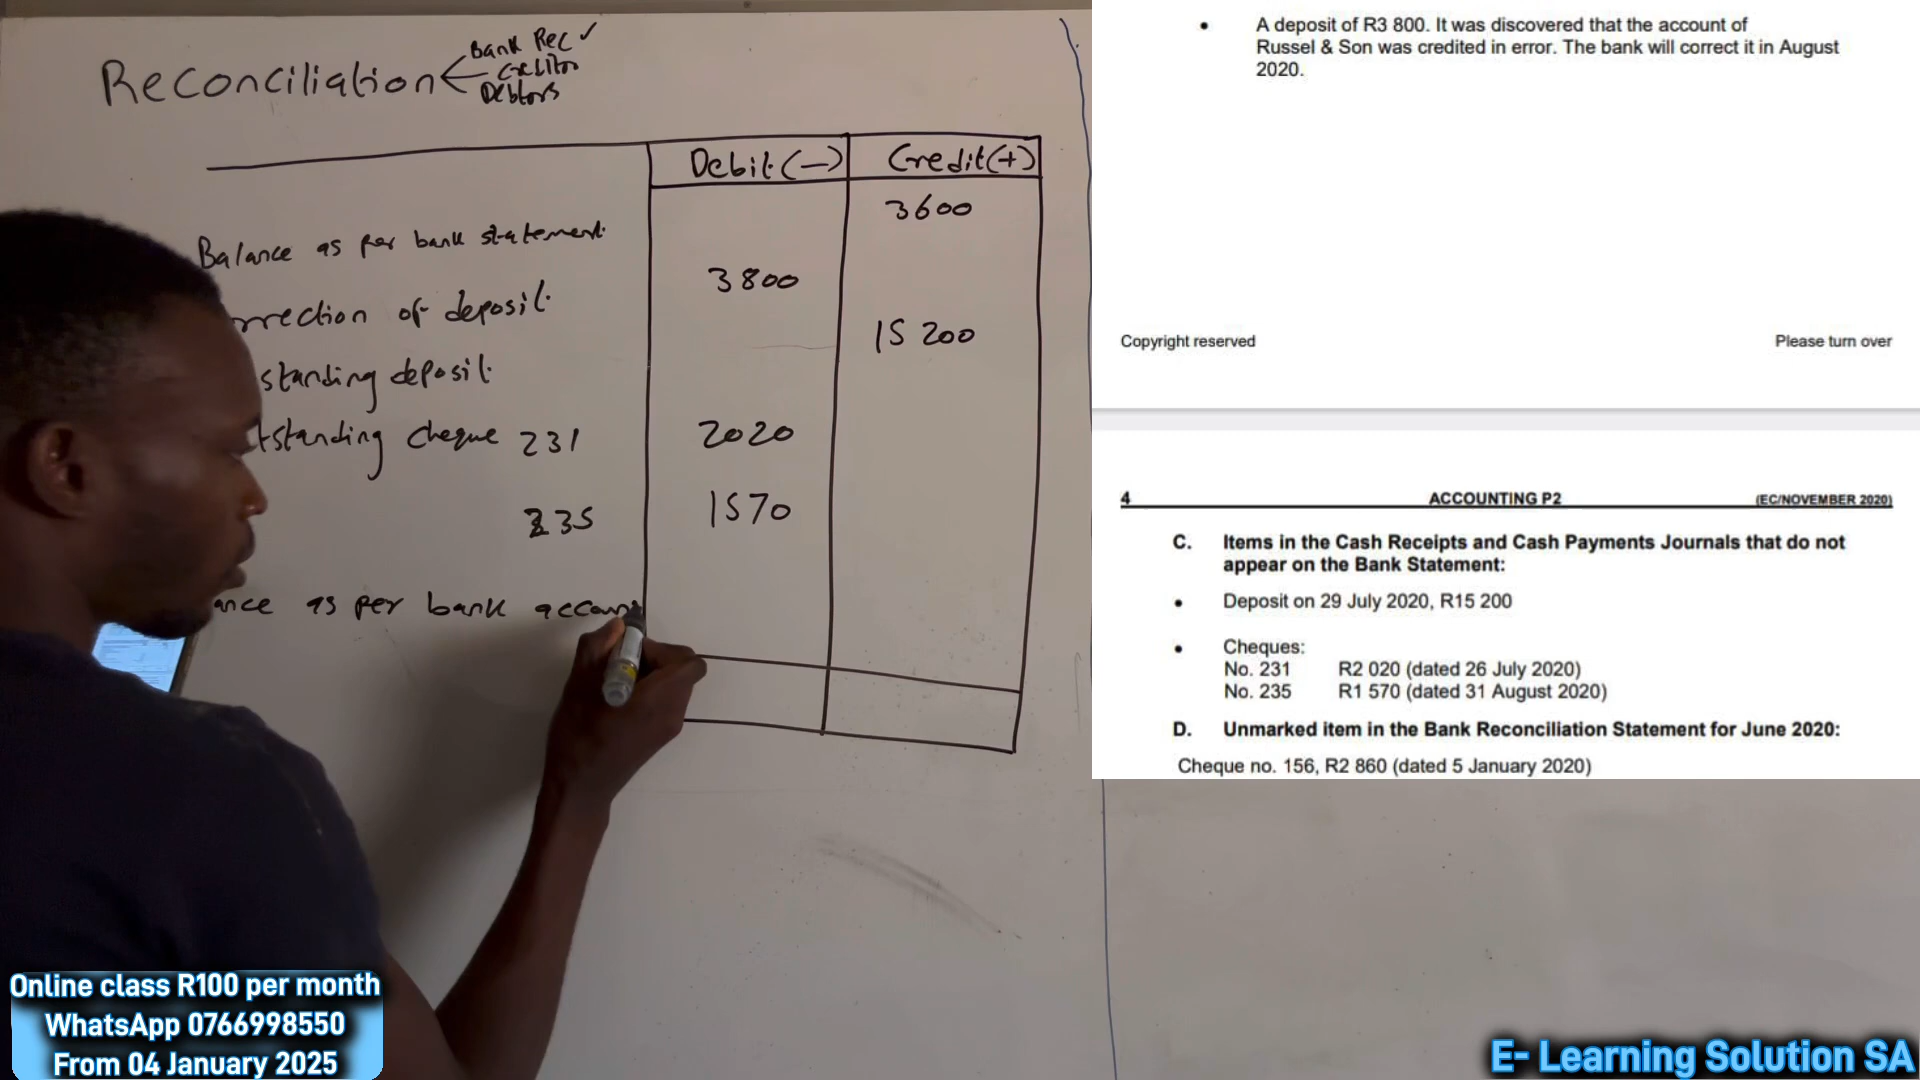 Reconciliation
Bank Rec ✓
Creditor
Debtors
Debit (–) Credit (+)
3600
Balance as per bank statement
3800
rrection of deposit
15 200
standing deposit
tstanding cheque 231 2020
235 1570
ance as per bank accoun
• A deposit of R3 800. It was discovered that the account of
Russel & Son was credited in error. The bank will correct it in August
2020.
Copyright reserved Please turn over
4 ACCOUNTING P2 (EC/NOVEMBER 2020)
C. Items in the Cash Receipts and Cash Payments Journals that do not
appear on the Bank Statement:
• Deposit on 29 July 2020, R15 200
• Cheques:
No. 231 R2 020 (dated 26 July 2020)
No. 235 R1 570 (dated 31 August 2020)
D. Unmarked item in the Bank Reconciliation Statement for June 2020:
Cheque no. 156, R2 860 (dated 5 January 2020)
Online class R100 per month
WhatsApp 0766998550
From 04 January 2025
E- Learning Solution SA